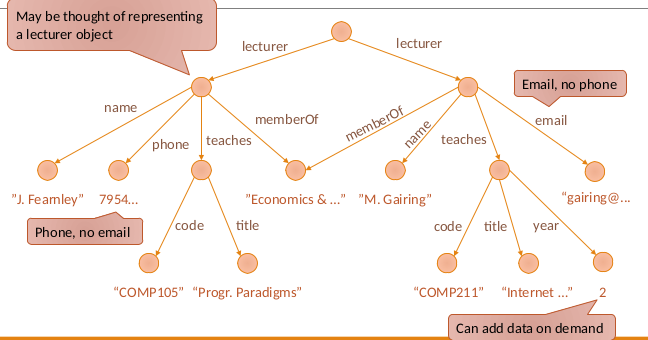 May be thought of representing
a lecturer object
lecturer
lecturer
Email, no phone
name
phone
teaches
memberOf
memberOf
name
teaches
email
"J. Fearnley"
7954...
"Economics & ..."
"M. Gairing"
"gairing@...
Phone, no email
code
title
code
title
year
"COMP105"
"Progr. Paradigms"
"COMP211"
"Internet ..."
2
Can add data on demand